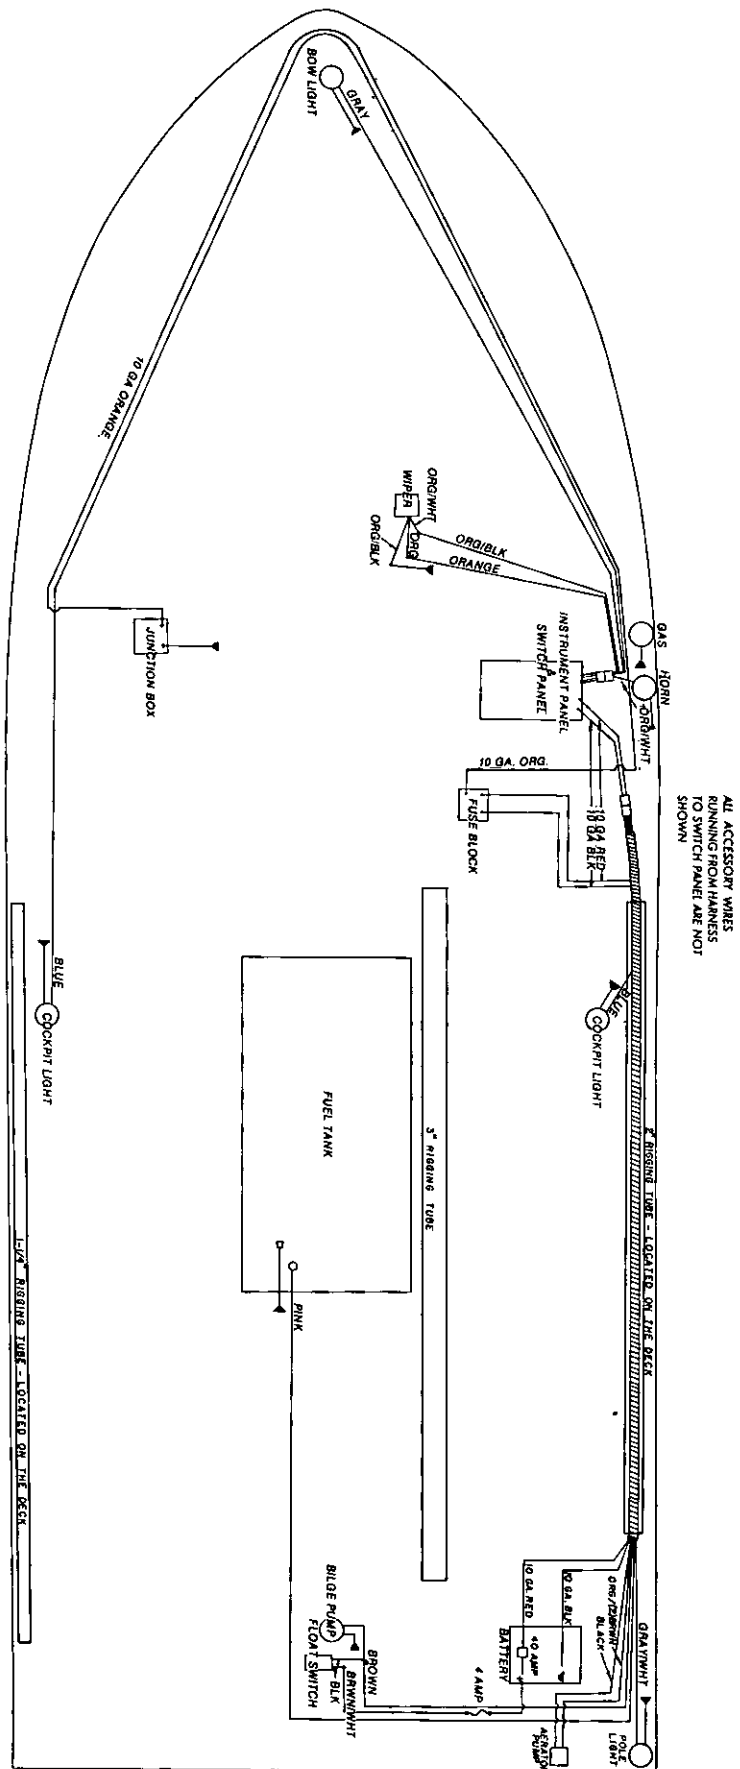 BOW LIGHT
GRAY
10 GA ORANGE.
ORG/WHT
WIPER
ORG
ORG/BLK
ORG/BLK
ORANGE
GAS
HORN
ORG/WHT
INSTRUMENT PANEL
&
SWITCH PANEL
JUNCTION BOX
10 GA. ORG.
FUSE BLOCK
10 GA RED
10 GA BLK
ALL ACCESSORY WIRES
RUNNING FROM HARNESS
TO SWITCH PANEL ARE NOT
SHOWN
BLUE
COCKPIT LIGHT
BLUE
COCKPIT LIGHT
FUEL TANK
3" RIGGING TUBE
2" RIGGING TUBE - LOCATED ON THE DECK
1-1/4" RIGGING TUBE - LOCATED ON THE DECK
PINK
BILGE PUMP
FLOAT SWITCH
BROWN
BRWN/WHT
BLK
10 GA. RED
10 GA. BLK
40 AMP
BATTERY
4 AMP
BLACK
GRAY/WHT
AERATOR
PUMP
POLE
LIGHT